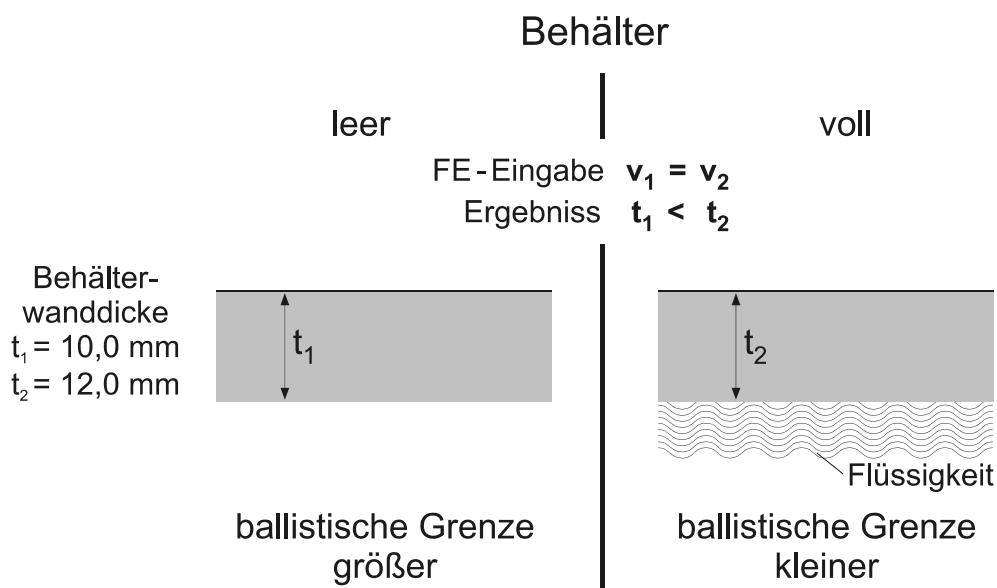 Behälter
leer
voll
FE-Eingabe v₁ = v₂
Ergebniss t₁ < t₂
Behälter-
wanddicke
t₁ = 10,0 mm
t₂ = 12,0 mm
t₁
t₂
Flüssigkeit
ballistische Grenze
größer
ballistische Grenze
kleiner